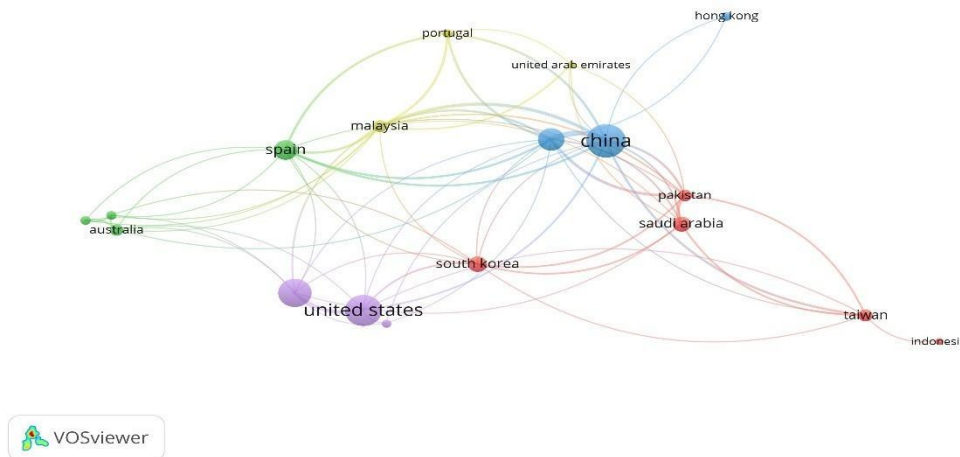 hong kong
portugal
united arab emirates
malaysia
china
spain
pakistan
saudi arabia
australia
south korea
united states
taiwan
indonesi
VOSviewer